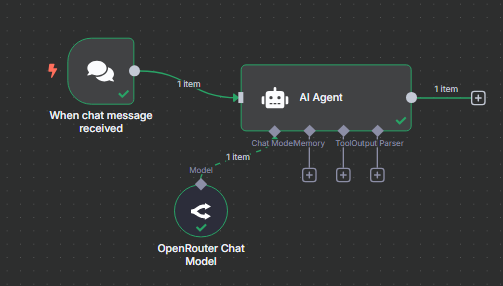 1 item
1 item
AI Agent
When chat message
received
Chat Model
Memory
Tool
Output Parser
1 item
Model
OpenRouter Chat
Model